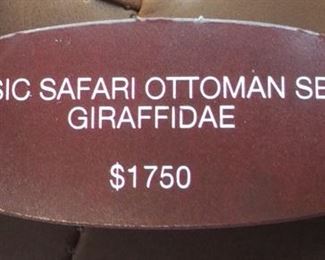 SIC SAFARI OTTOMAN SE
GIRAFFIDAE
$1750